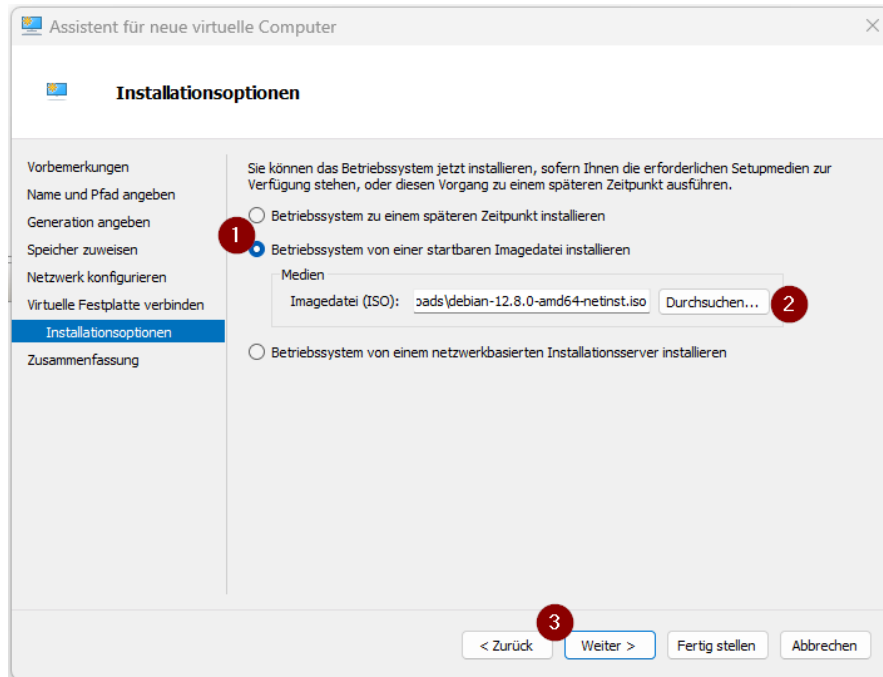 Assistent für neue virtuelle Computer
Installationsoptionen
Vorbemerkungen
Name und Pfad angeben
Generation angeben
Speicher zuweisen
Netzwerk konfigurieren
Virtuelle Festplatte verbinden
Installationsoptionen
Zusammenfassung
Sie können das Betriebssystem jetzt installieren, sofern Ihnen die erforderlichen Setupmedien zur
Verfügung stehen, oder diesen Vorgang zu einem späteren Zeitpunkt ausführen.
Betriebssystem zu einem späteren Zeitpunkt installieren
1
Betriebssystem von einer startbaren Imagedatei installieren
Medien
Imagedatei (ISO): oads\debian-12.8.0-amd64-netinst.iso Durchsuchen... 2
Betriebssystem von einem netzwerkbasierten Installationsserver installieren
3
< Zurück Weiter > Fertig stellen Abbrechen